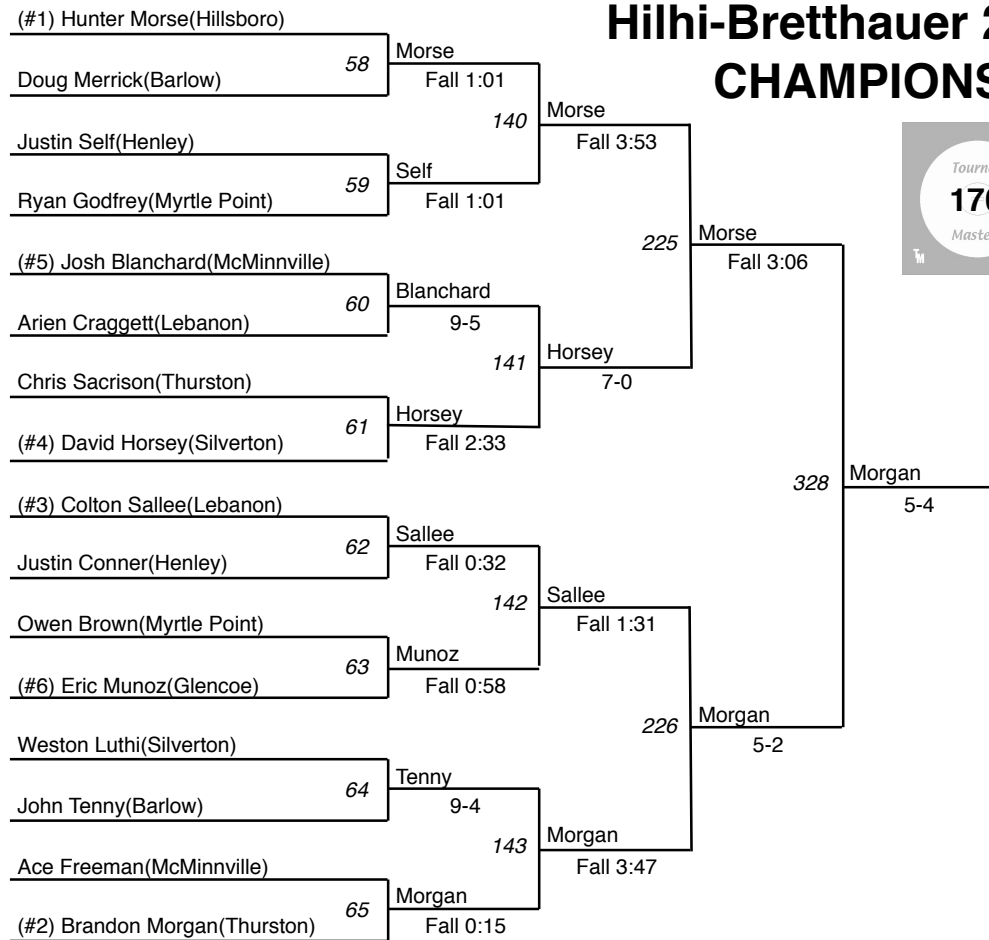 Hilhi-Bretthauer
CHAMPIONS
(#1) Hunter Morse(Hillsboro)
58
Morse
Fall 1:01
Doug Merrick(Barlow)
140
Morse
Fall 3:53
Justin Self(Henley)
59
Self
Fall 1:01
Ryan Godfrey(Myrtle Point)
Master
TM
225
Morse
Fall 3:06
(#5) Josh Blanchard(McMinnville)
60
Blanchard
9-5
Arien Craggett(Lebanon)
141
Horsey
7-0
Chris Sacrison(Thurston)
61
Horsey
Fall 2:33
(#4) David Horsey(Silverton)
328
Morgan
5-4
(#3) Colton Sallee(Lebanon)
62
Sallee
Fall 0:32
Justin Conner(Henley)
142
Sallee
Fall 1:31
Owen Brown(Myrtle Point)
63
Munoz
Fall 0:58
(#6) Eric Munoz(Glencoe)
226
Morgan
5-2
Weston Luthi(Silverton)
64
Tenny
9-4
John Tenny(Barlow)
143
Morgan
Fall 3:47
Ace Freeman(McMinnville)
65
Morgan
Fall 0:15
(#2) Brandon Morgan(Thurston)